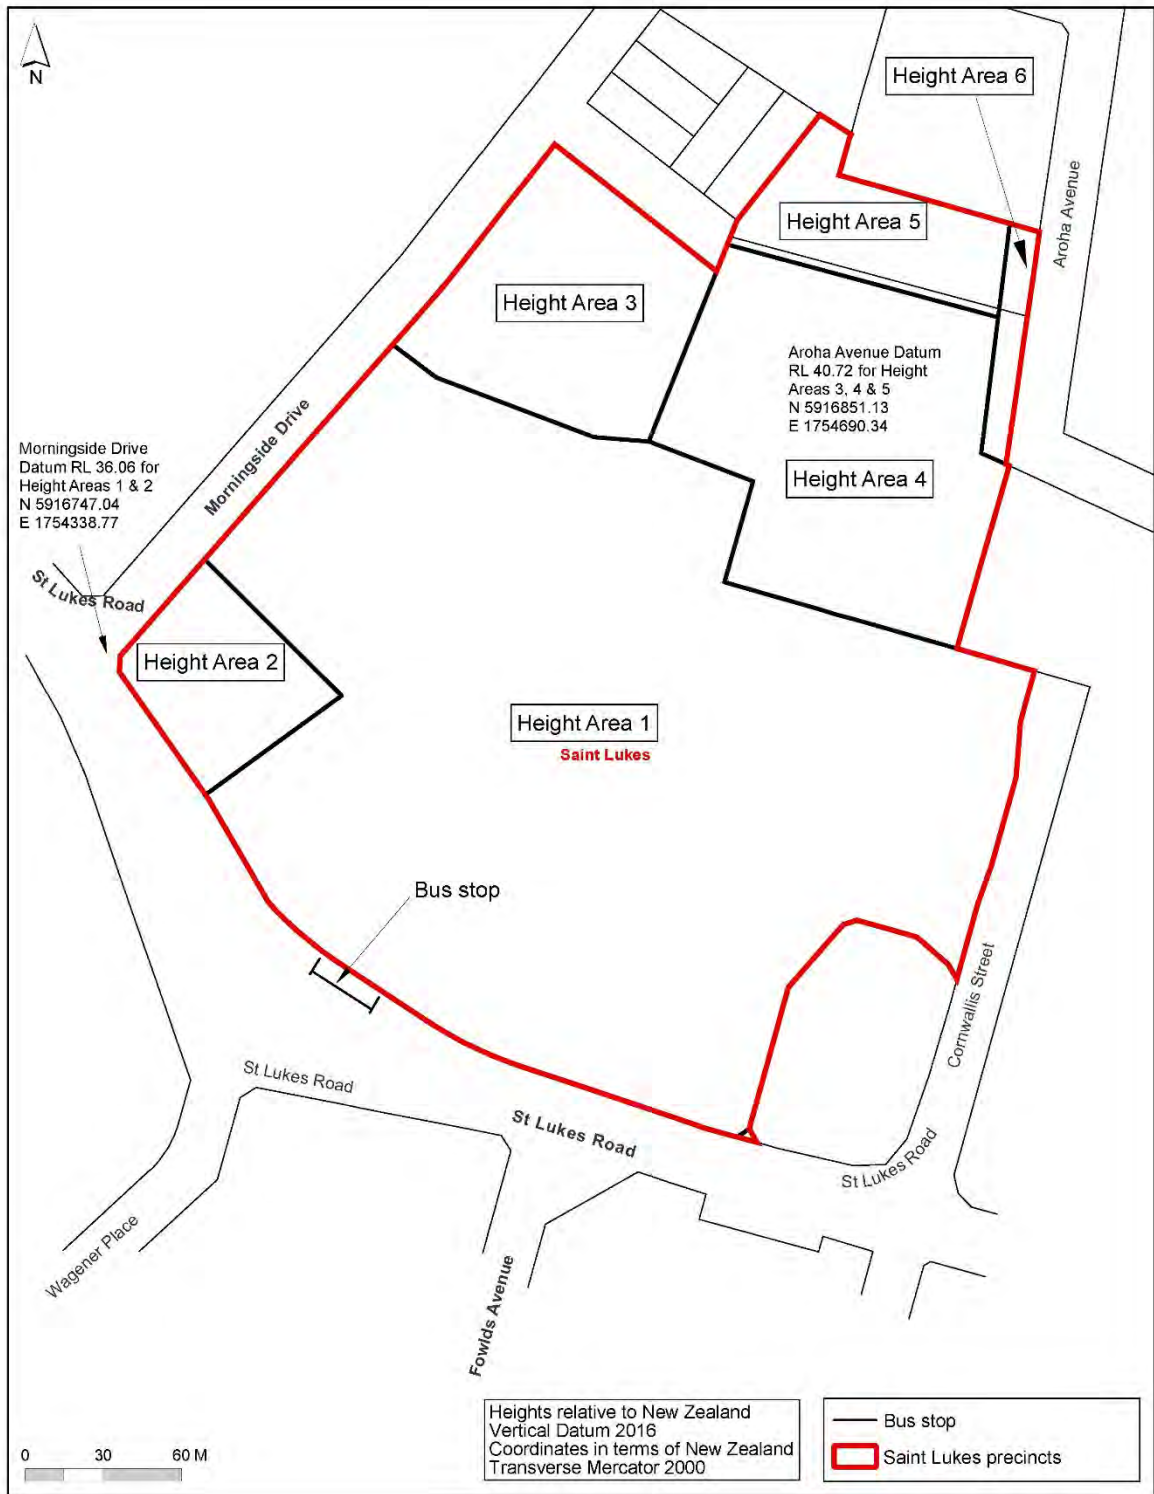 N
Height Area 6
Aroha Avenue
Height Area 5
Height Area 3
Aroha Avenue Datum
RL 40.72 for Height
Areas 3, 4 & 5
N 5916851.13
E 1754690.34
Height Area 4
Morningside Drive
Morningside Drive
Datum RL 36.06 for
Height Areas 1 & 2
N 5916747.04
E 1754338.77
St Lukes Road
Height Area 2
Height Area 1
Saint Lukes
Bus stop
Cornwallis Street
St Lukes Road
St Lukes Road
St Lukes Road
Wagener Place
Fowlds Avenue
Heights relative to New Zealand
Vertical Datum 2016
Coordinates in terms of New Zealand
Transverse Mercator 2000
Bus stop
Saint Lukes precincts
0 30 60 M